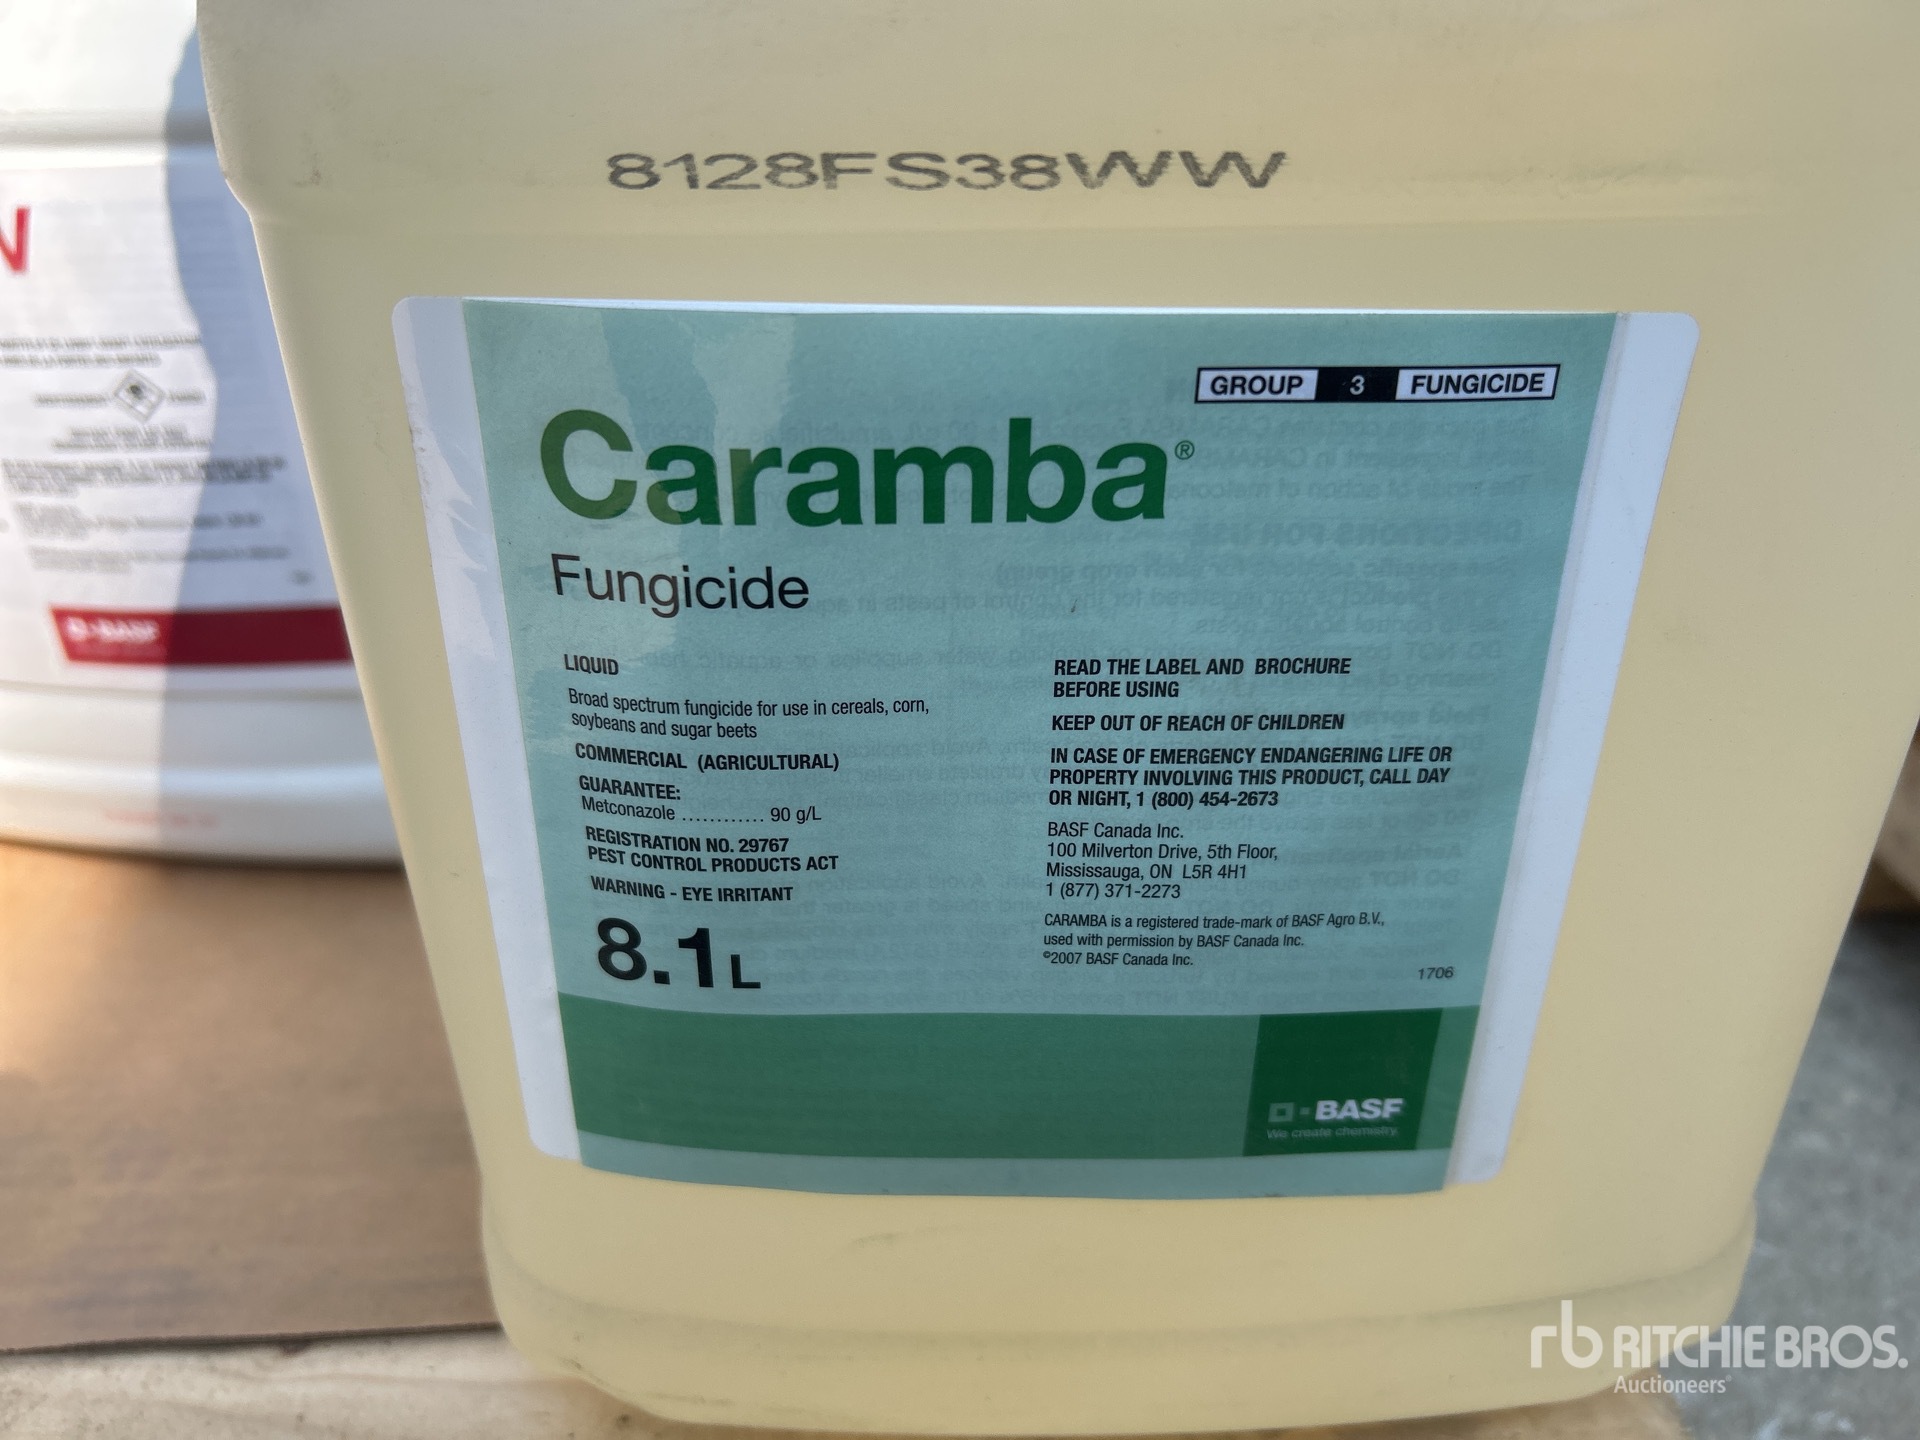 8128FS38WW
GROUP 3 FUNGICIDE
Caramba®
Fungicide
LIQUID
Broad spectrum fungicide for use in cereals, corn,
soybeans and sugar beets
COMMERCIAL (AGRICULTURAL)
GUARANTEE:
Metconazole ............ 90 g/L
REGISTRATION NO. 29767
PEST CONTROL PRODUCTS ACT
WARNING - EYE IRRITANT
8.1L
READ THE LABEL AND BROCHURE
BEFORE USING
KEEP OUT OF REACH OF CHILDREN
IN CASE OF EMERGENCY ENDANGERING LIFE OR
PROPERTY INVOLVING THIS PRODUCT, CALL DAY
OR NIGHT, 1 (800) 454-2673
BASF Canada Inc.
100 Milverton Drive, 5th Floor,
Mississauga, ON L5R 4H1
1 (877) 371-2273
CARAMBA is a registered trade-mark of BASF Agro B.V.,
used with permission by BASF Canada Inc.
©2007 BASF Canada Inc.
1706
BASF
We create chemistry
N
BASF
rb RITCHIE BROS.
Auctioneers